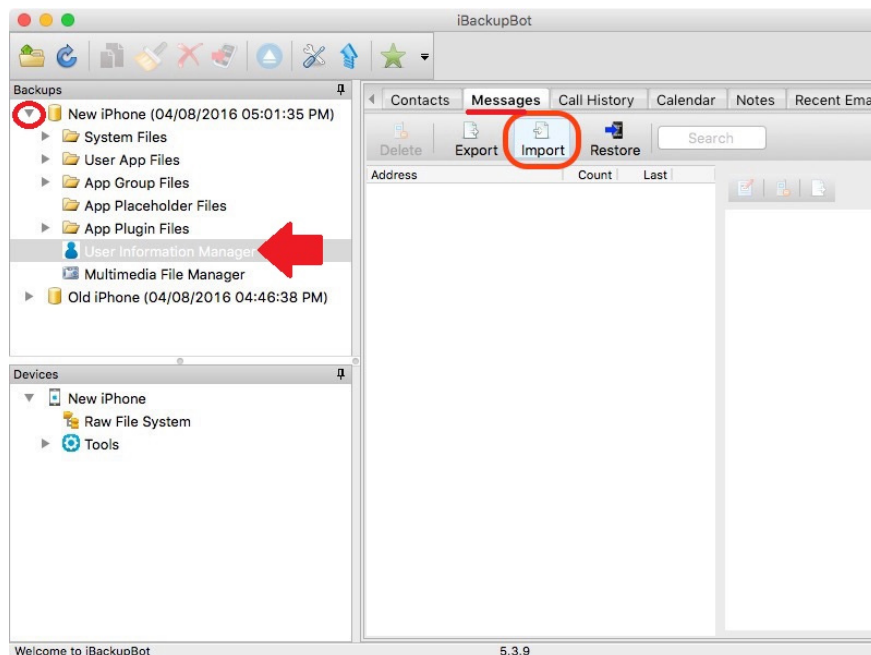 iBackupBot
Backups
New iPhone (04/08/2016 05:01:35 PM)
System Files
User App Files
App Group Files
App Placeholder Files
App Plugin Files
User Information Manager
Multimedia File Manager
Old iPhone (04/08/2016 04:46:38 PM)
Devices
New iPhone
Raw File System
Tools
Contacts Messages Call History Calendar Notes Recent Ema
Delete Export Import Restore Search
Address Count Last
Welcome to iBackupBot 5.3.9